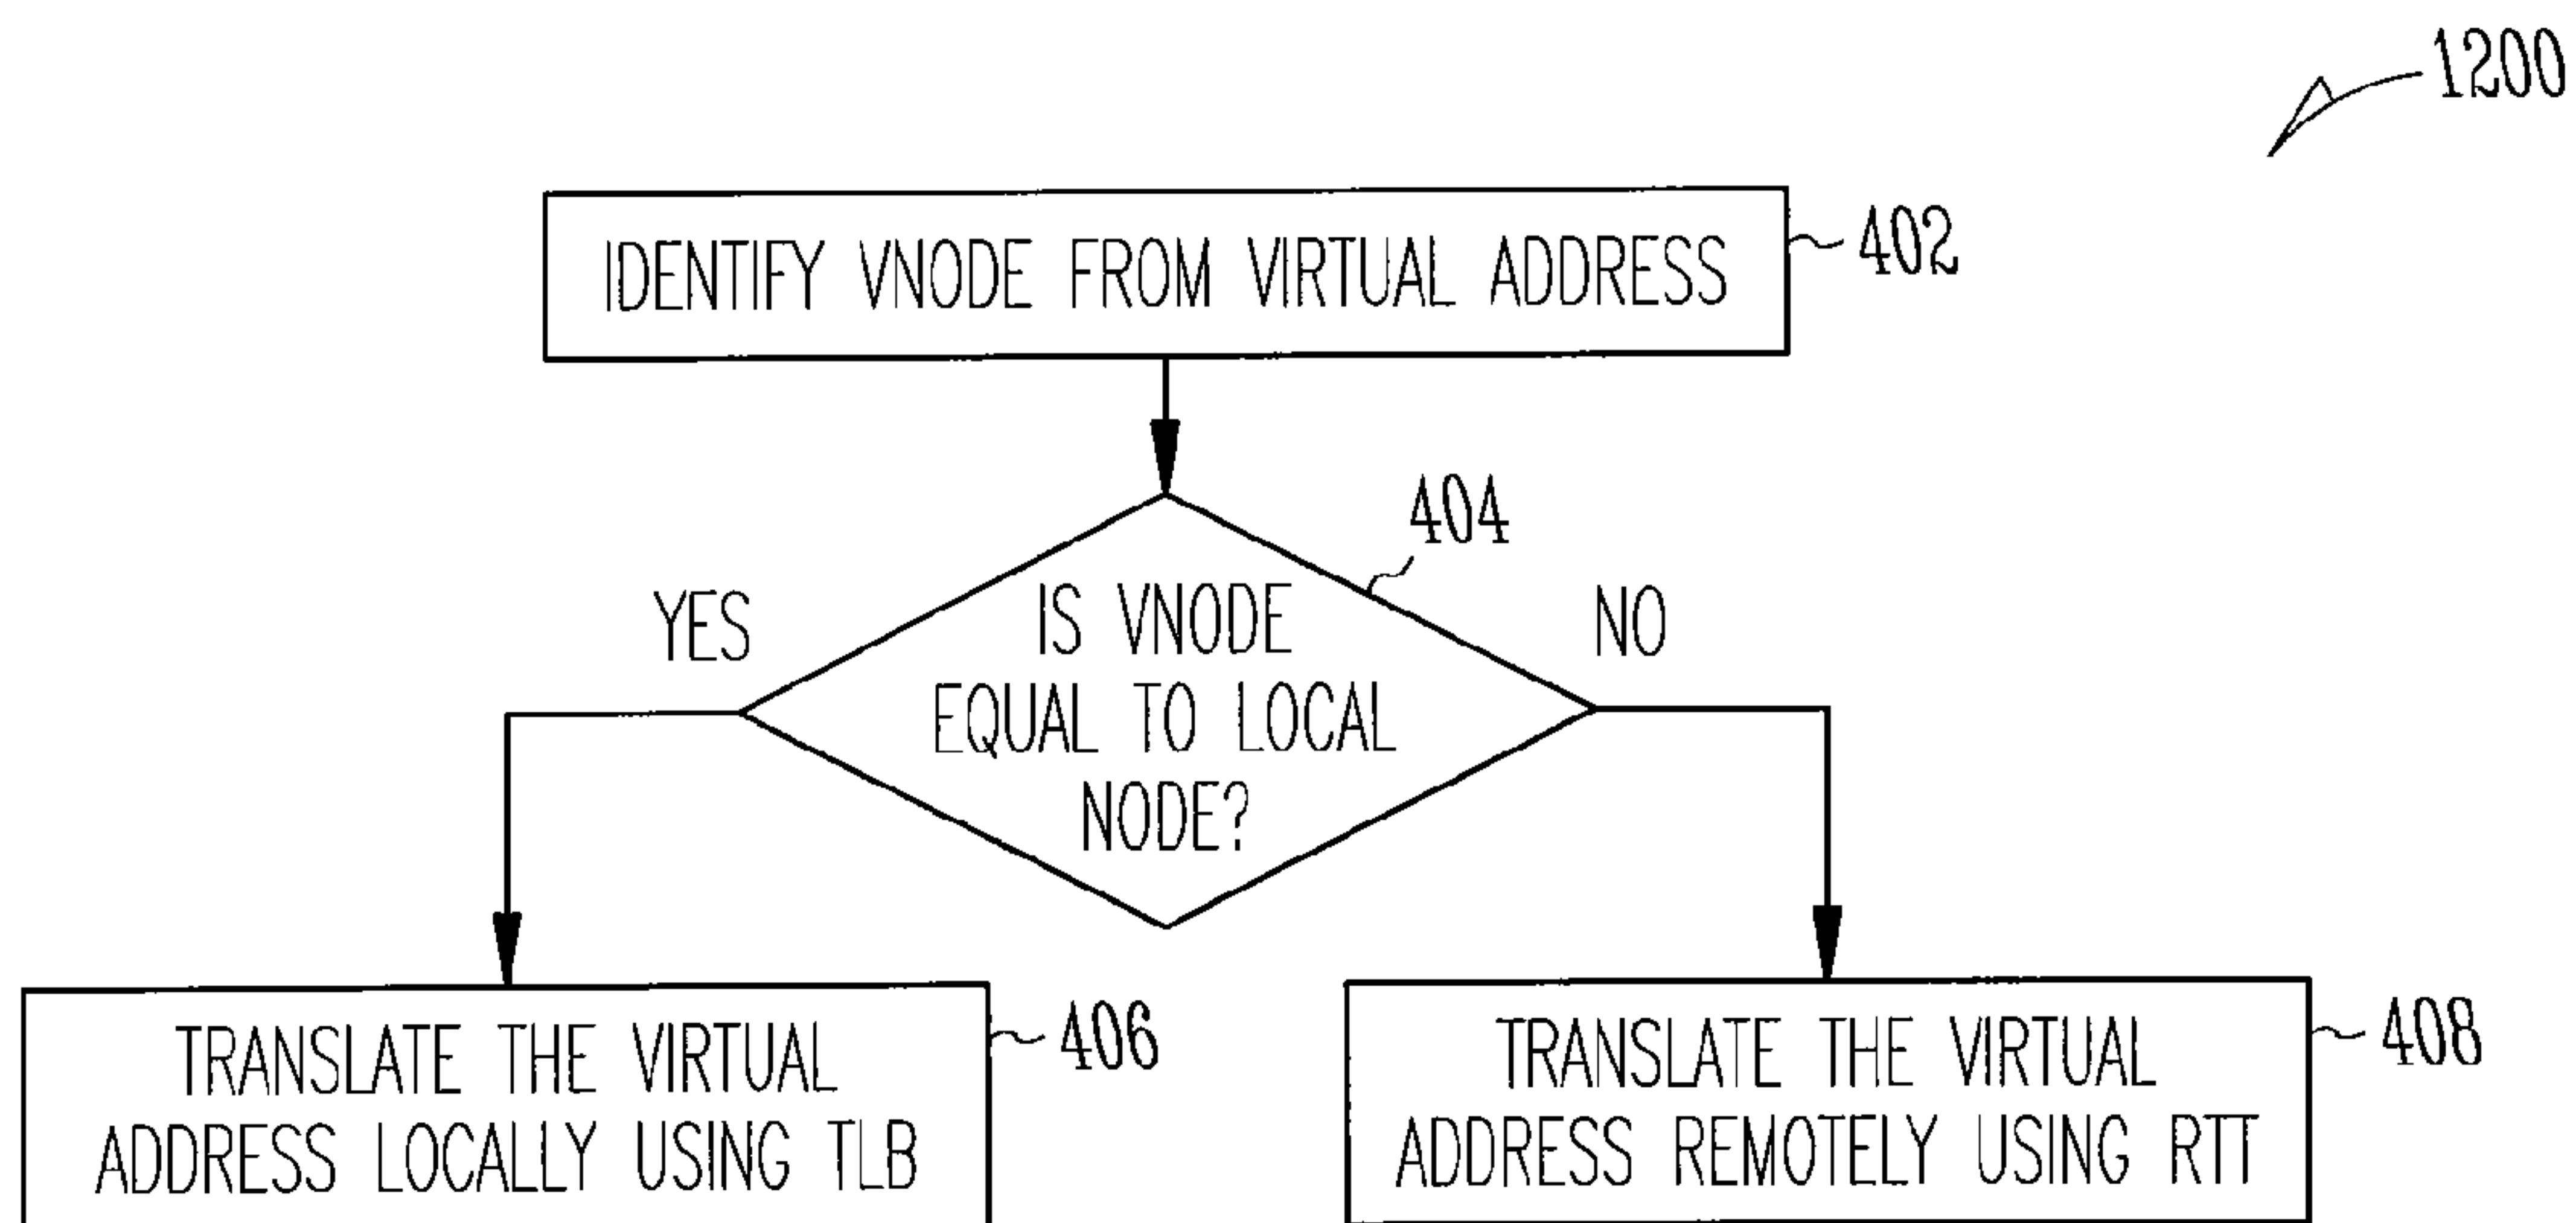 1200
IDENTIFY VNODE FROM VIRTUAL ADDRESS
402
404
YES
IS VNODE
EQUAL TO LOCAL
NODE?
NO
TRANSLATE THE VIRTUAL
ADDRESS LOCALLY USING TLB
406
TRANSLATE THE VIRTUAL
ADDRESS REMOTELY USING RTT
408